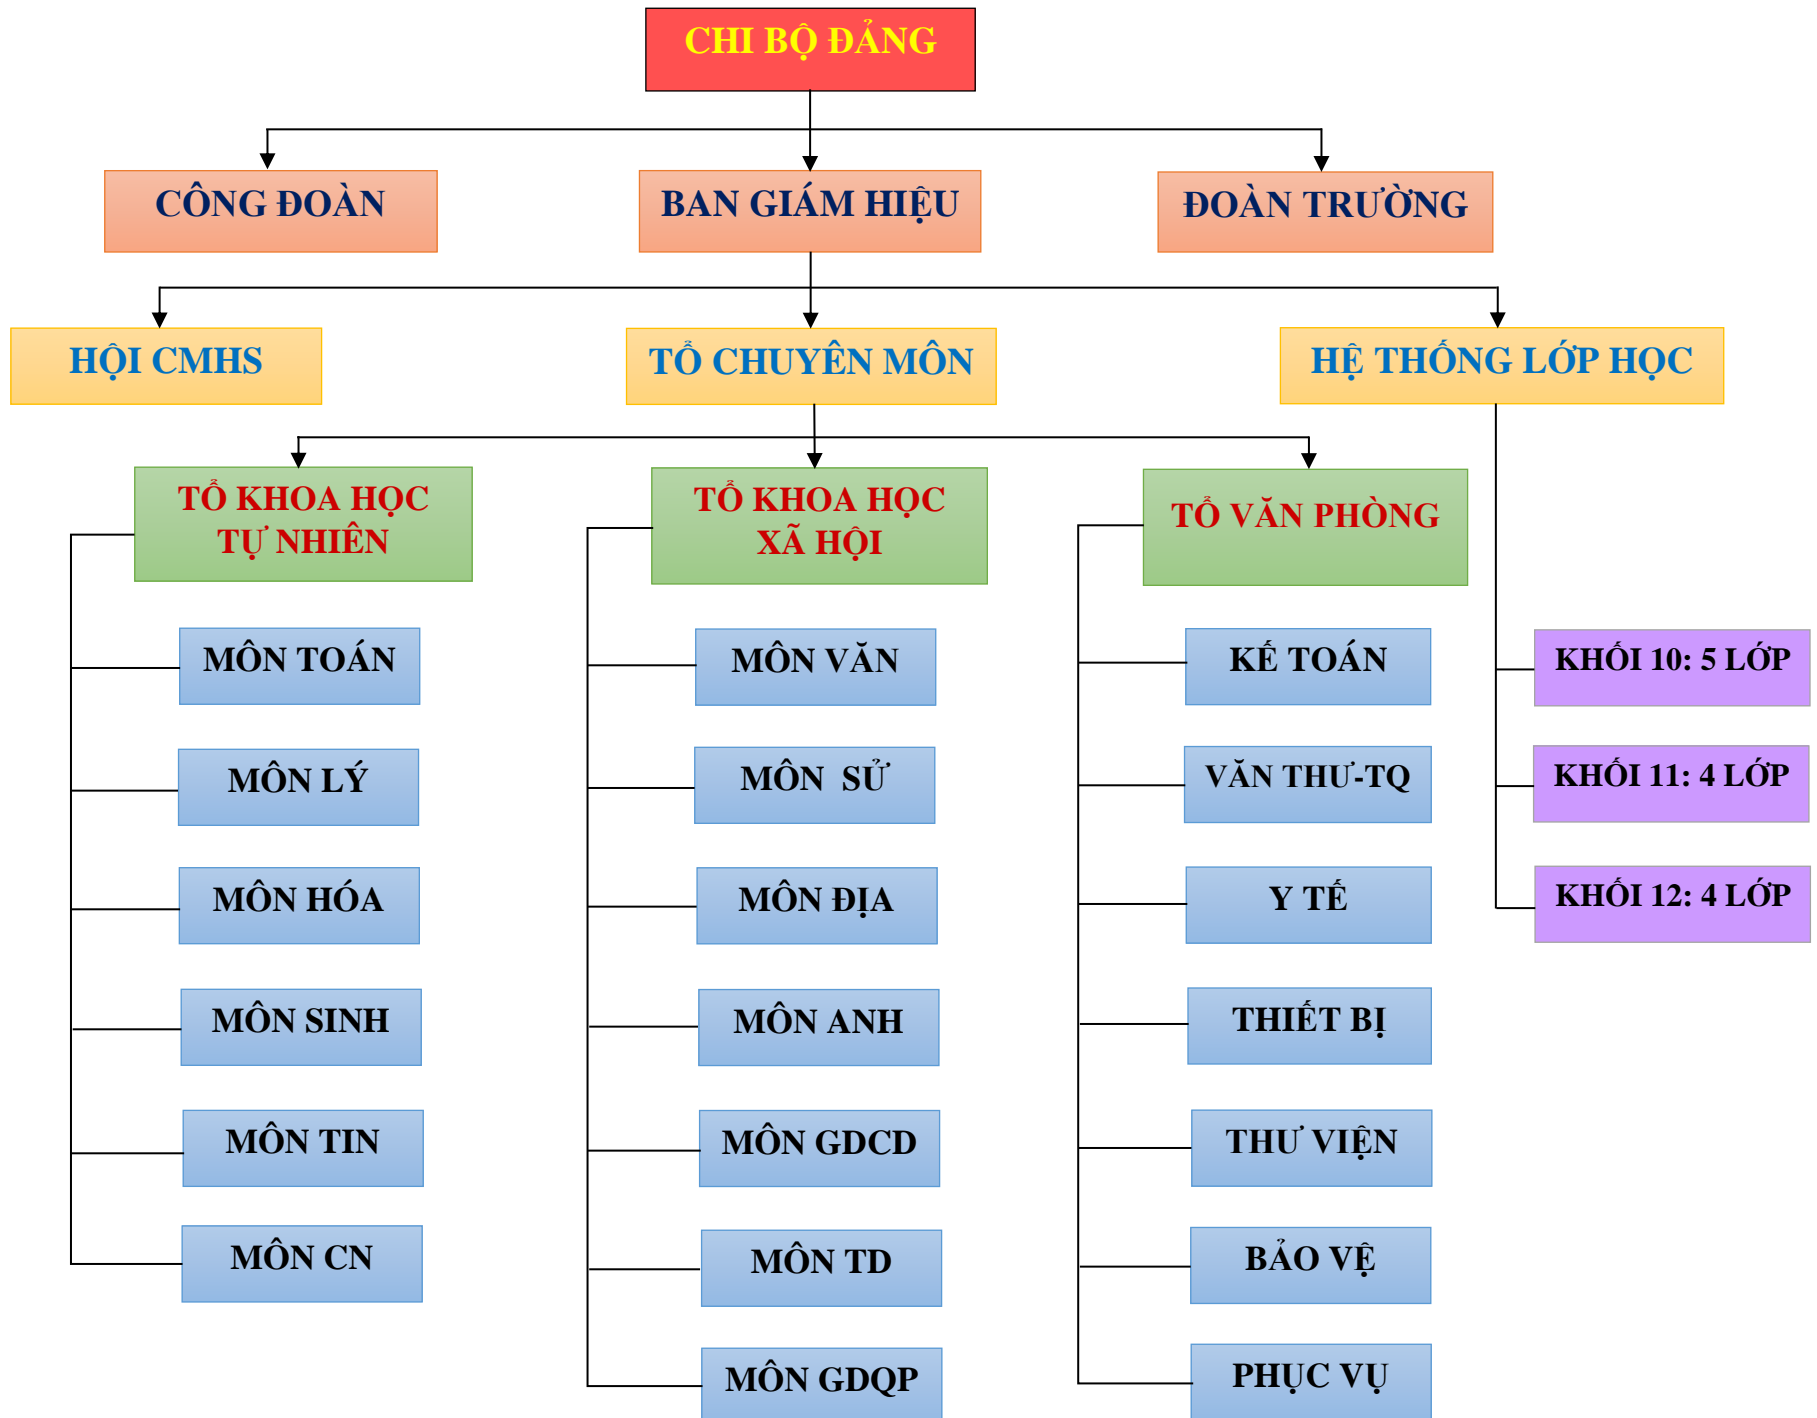 CHI BỘ ĐẢNG
CÔNG ĐOÀN
BAN GIÁM HIỆU
ĐOÀN TRƯỜNG
HỘI CMHS
TỔ CHUYÊN MÔN
HỆ THỐNG LỚP HỌC
TỔ KHOA HỌC
TỰ NHIÊN
TỔ KHOA HỌC
XÃ HỘI
TỔ VĂN PHÒNG
MÔN TOÁN
MÔN VĂN
KẾ TOÁN
KHỐI 10: 5 LỚP
MÔN LÝ
MÔN SỬ
VĂN THƯ-TQ
KHỐI 11: 4 LỚP
MÔN HÓA
MÔN ĐỊA
Y TẾ
KHỐI 12: 4 LỚP
MÔN SINH
MÔN ANH
THIẾT BỊ
MÔN TIN
MÔN GDCD
THƯ VIỆN
MÔN CN
MÔN TD
BẢO VỆ
MÔN GDQP
PHỤC VỤ